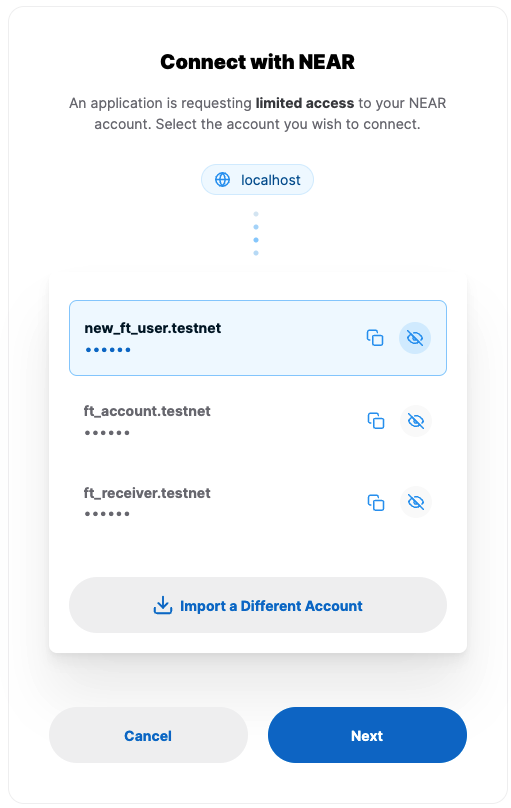 Connect with NEAR
An application is requesting limited access to your NEAR
account. Select the account you wish to connect.
localhost
new_ft_user.testnet
••••••
ft_account.testnet
••••••
ft_receiver.testnet
••••••
Import a Different Account
Cancel
Next